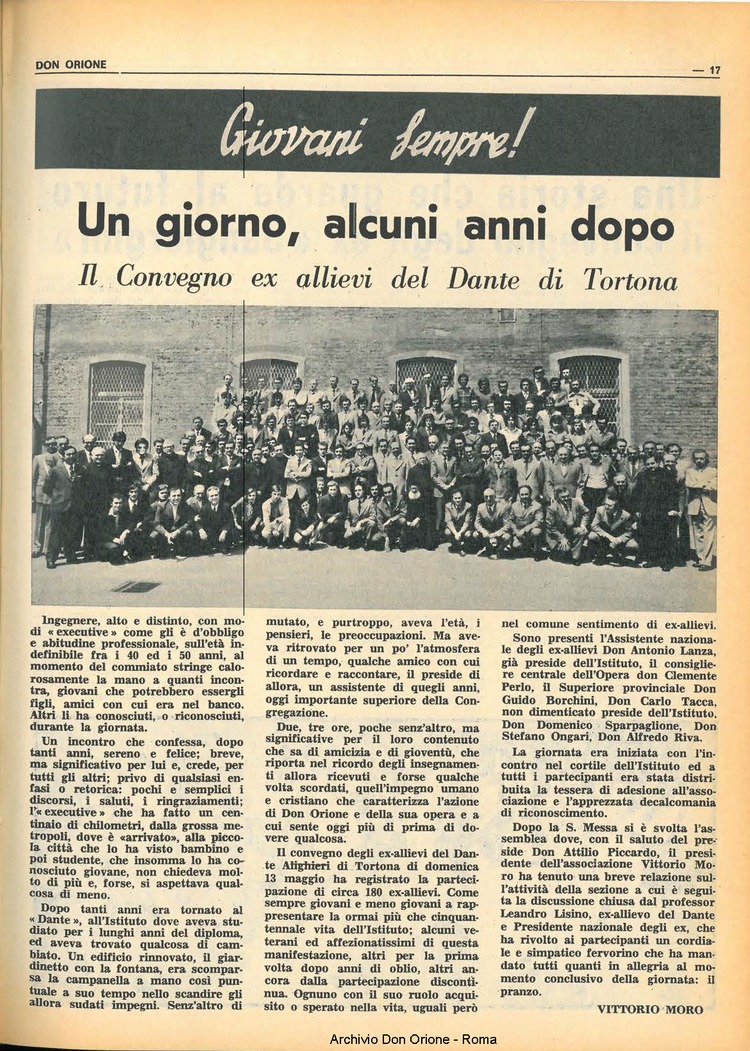 DON ORIONE
— 17
Giovani Sempre!
Un giorno, alcuni anni dopo
Il Convegno ex allievi del Dante di Tortona
Ingegnere, alto e distinto, con mo-
di « executive » come gli è d'obbligo
e abitudine professionale, sull'età in-
definibile fra i 40 ed i 50 anni, al
momento del commiato stringe calo-
rosamente la mano a quanti incon-
tra, giovani che potrebbero essergli
figli, amici con cui era nel banco.
Altri li ha conosciuti, o riconosciuti,
durante la giornata.
Un incontro che confessa, dopo
tanti anni, sereno e felice; breve,
ma significativo per lui e, crede, per
tutti gli altri; privo di qualsiasi en-
fasi o retorica: pochi e semplici i
discorsi, i saluti, i ringraziamenti;
l'« executive » che ha fatto un cen-
tinaio di chilometri, dalla grossa me-
tropoli, dove è «arrivato», alla picco-
la città che lo ha visto bambino e
poi studente, che insomma lo ha co-
nosciuto giovane, non chiedeva mol-
to di più e, forse, si aspettava qual-
cosa di meno.
Dopo tanti anni era tornato al
« Dante », all'Istituto dove aveva stu-
diato per i lunghi anni del diploma,
ed aveva trovato qualcosa di cam-
biato. Un edificio rinnovato, il giar-
dinetto con la fontana, era scompar-
sa la campanella a mano così pun-
tuale a suo tempo nello scandire gli
allora sudati impegni. Senz'altro di
mutato, e purtroppo, aveva l'età, i
pensieri, le preoccupazioni. Ma ave-
va ritrovato per un po' l'atmosfera
di un tempo, qualche amico con cui
ricordare e raccontare, il preside di
allora, un assistente di quegli anni,
oggi importante superiore della Con-
gregazione.
Due, tre ore, poche senz'altro, ma
significative per il loro contenuto
che sa di amicizia e di gioventù, che
riporta nel ricordo degli insegnamen-
ti allora ricevuti e forse qualche
volta scordati, quell'impegno umano
e cristiano che caratterizza l'azione
di Don Orione e della sua opera e a
cui sente oggi più di prima di do-
vere qualcosa.
Il convegno degli ex-allievi del Dan-
te Alighieri di Tortona di domenica
13 maggio ha registrato la parteci-
pazione di circa 180 ex-allievi. Come
sempre giovani e meno giovani a rap-
presentare la ormai più che cinquan-
tennale vita dell'Istituto; alcuni ve-
terani ed affezionatissimi di questa
manifestazione, altri per la prima
volta dopo anni di oblio, altri an-
cora dalla partecipazione disconti-
nua. Ognuno con il suo ruolo acqui-
sito o sperato nella vita, uguali però
nel comune sentimento di ex-allievi.
Sono presenti l'Assistente naziona-
le degli ex-allievi Don Antonio Lanza,
già preside dell'Istituto, il consiglie-
re centrale dell'Opera don Clemente
Perlo, il Superiore provinciale Don
Guido Borchini, Don Carlo Tacca,
non dimenticato preside dell'Istituto,
Don Domenico Sparpaglione, Don
Stefano Ongari, Don Alfredo Riva.
La giornata era iniziata con l'in-
contro nel cortile dell'Istituto ed a
tutti i partecipanti era stata distri-
buita la tessera di adesione all'asso-
ciazione e l'apprezzata decalcomania
di riconoscimento.
Dopo la S. Messa si è svolta l'as-
semblea dove, con il saluto del pre-
side Don Attilio Piccardo, il presi-
dente dell'associazione Vittorio Mo-
ro ha tenuto una breve relazione sul-
l'attività della sezione a cui è segui-
ta la discussione chiusa dal professor
Leandro Lisino, ex-allievo del Dante
e Presidente nazionale degli ex, che
ha rivolto ai partecipanti un cordia-
le e simpatico fervorino che ha man-
dato tutti quanti in allegria al mo-
mento conclusivo della giornata: il
pranzo.
VITTORIO MORO
Archivio Don Orione - Roma